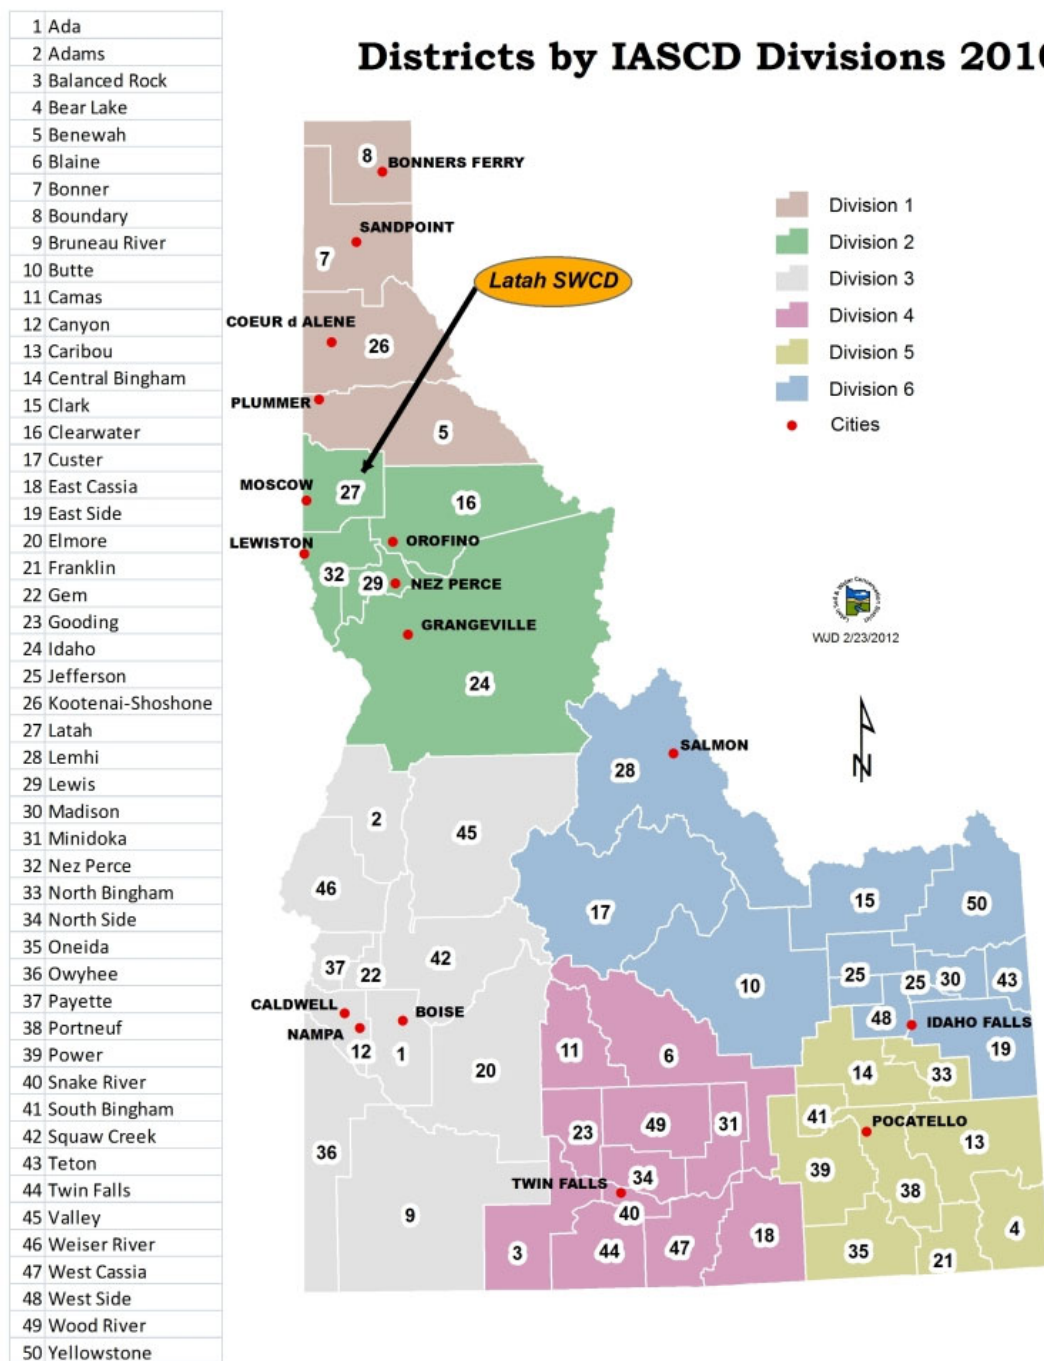 1 Ada
2 Adams
3 Balanced Rock
4 Bear Lake
5 Benewah
6 Blaine
7 Bonner
8 Boundary
9 Bruneau River
10 Butte
11 Camas
12 Canyon
13 Caribou
14 Central Bingham
15 Clark
16 Clearwater
17 Custer
18 East Cassia
19 East Side
20 Elmore
21 Franklin
22 Gem
23 Gooding
24 Idaho
25 Jefferson
26 Kootenai-Shoshone
27 Latah
28 Lemhi
29 Lewis
30 Madison
31 Minidoka
32 Nez Perce
33 North Bingham
34 North Side
35 Oneida
36 Owyhee
37 Payette
38 Portneuf
39 Power
40 Snake River
41 South Bingham
42 Squaw Creek
43 Teton
44 Twin Falls
45 Valley
46 Weiser River
47 West Cassia
48 West Side
49 Wood River
50 Yellowstone
Districts by IASCD Divisions 201
8
BONNERS FERRY
SANDPOINT
7
Latah SWCD
COEUR d ALENE
26
PLUMMER
5
MOSCOW
27
16
LEWISTON
OROFINO
32
29
NEZ PERCE
GRANGEVILLE
24
Division 1
Division 2
Division 3
Division 4
Division 5
Division 6
Cities
WJD 2/23/2012
N
SALMON
28
2
45
46
17
15
50
37
22
42
10
25
25
30
43
CALDWELL
NAMPA
BOISE
48
IDAHO FALLS
12
1
20
11
6
19
14
33
36
23
49
31
41
POCATELLO
13
TWIN FALLS
34
39
38
9
40
3
44
47
18
35
21
4